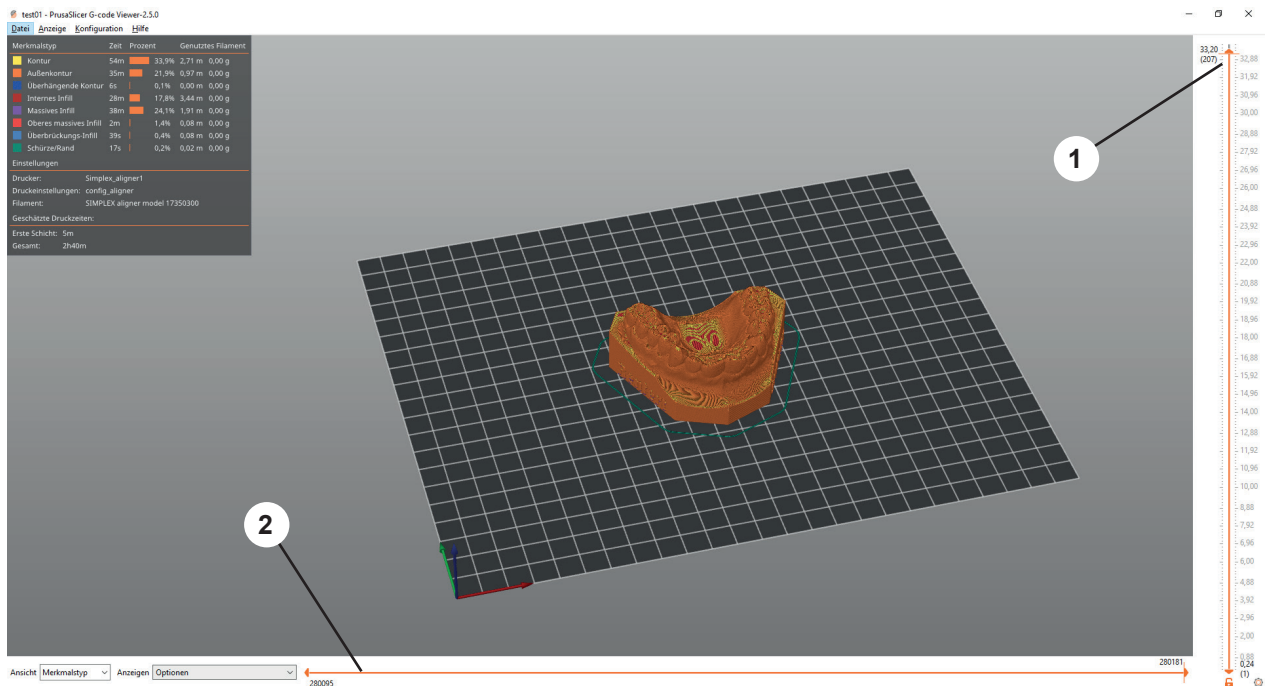 test01 - PrusaSlicer G-code Viewer-2.5.0
Datei Anzeige Konfiguration Hilfe
Merkmalstyp Zeit Prozent Genutztes Filament
Kontur 54m 33,9% 2,71 m 0,00 g
Außenkontur 35m 21,9% 0,97 m 0,00 g
Überhängende Kontur 6s 0,1% 0,00 m 0,00 g
Internes Infill 28m 17,8% 3,44 m 0,00 g
Massives Infill 38m 24,1% 1,91 m 0,00 g
Oberes massives Infill 2m 1,4% 0,08 m 0,00 g
Überbrückungs-Infill 39s 0,4% 0,08 m 0,00 g
Schürze/Rand 17s 0,2% 0,02 m 0,00 g
Einstellungen
Drucker: Simplex_aligner1
Druckeinstellungen: config_aligner
Filament: SIMPLEX aligner model 17350300
Geschätzte Druckzeiten:
Erste Schicht: 5m
Gesamt: 2h40m
33,20
(207)
32,88
31,92
30,96
30,00
28,88
27,92
26,96
26,00
24,88
23,92
22,96
22,00
20,88
19,92
18,96
18,00
16,88
15,92
14,96
14,00
12,88
11,92
10,96
10,00
8,88
7,92
6,96
6,00
4,88
3,92
2,96
2,00
0,88
0,24
(1)
1
2
Ansicht Merkmalstyp Anzeigen Optionen
280181
280095